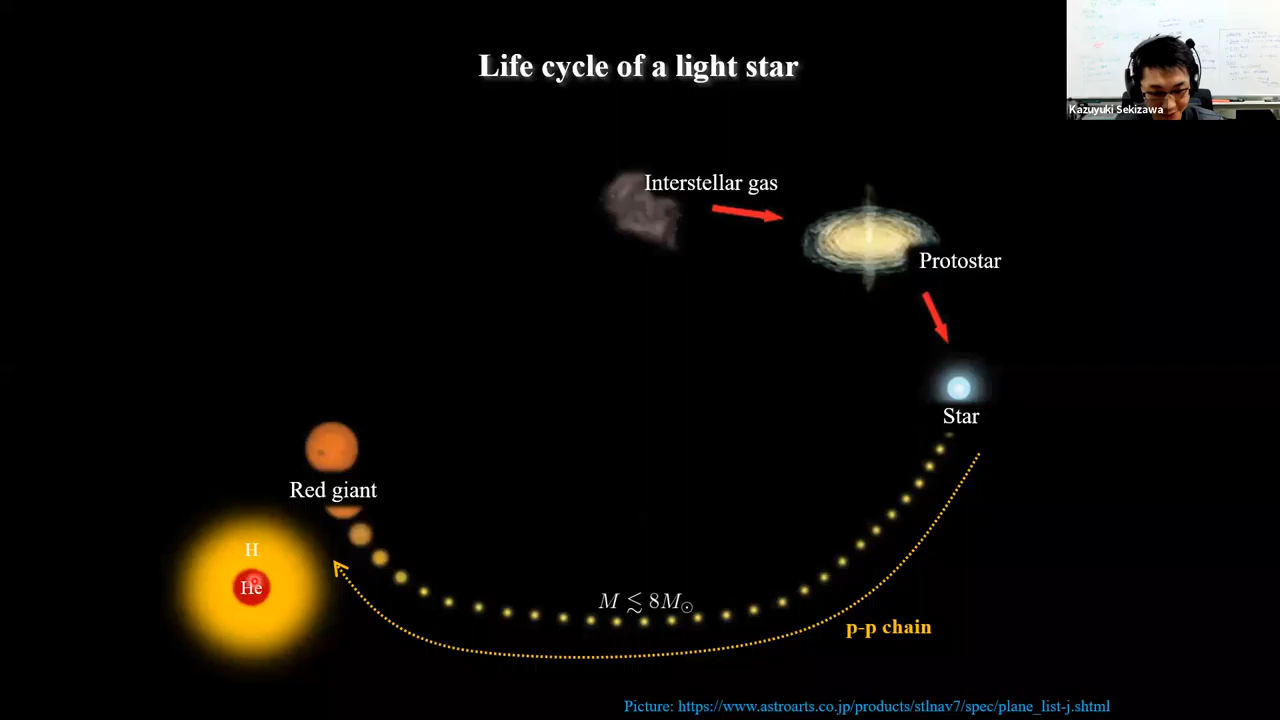 Life cycle of a light star
Kazuyuki Sekizawa
Interstellar gas
Protostar
Star
Red giant
H
He
M ≲ 8M⊙
p-p chain
Picture: https://www.astroarts.co.jp/products/stlnav7/spec/plane_list-j.shtml